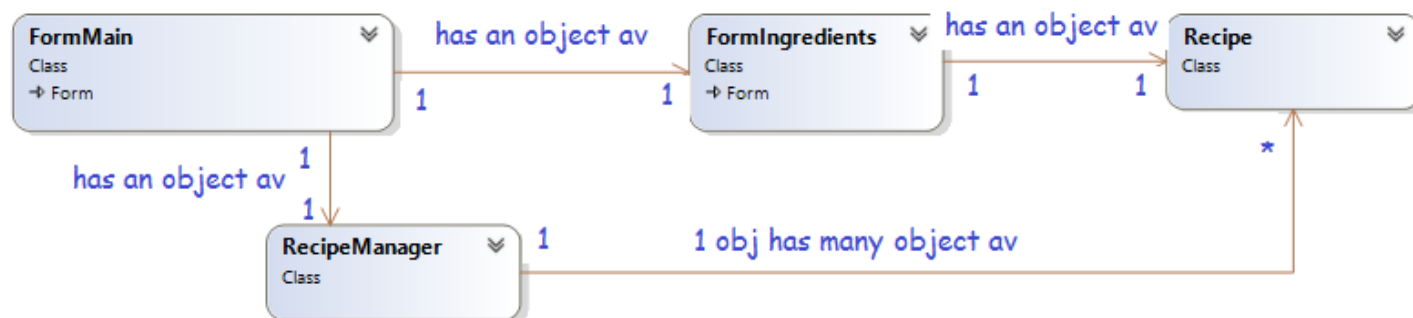 FormMain
Class
Form
has an object av
1
1
FormIngredients
Class
Form
has an object av
1
1
Recipe
Class
1
has an object av
1
RecipeManager
Class
1
1 obj has many object av
*